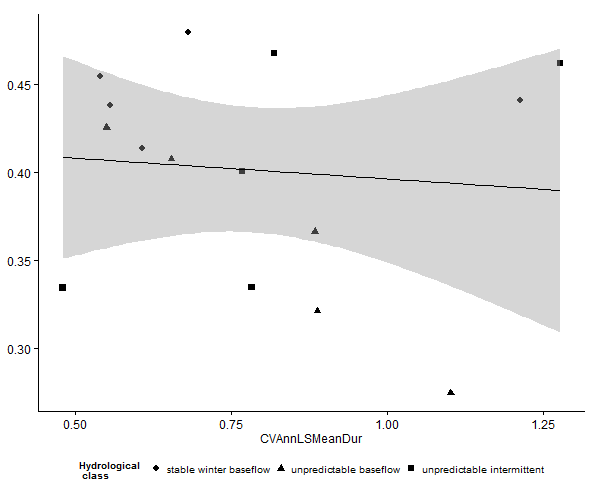 0.45
0.40
0.35
0.30
0.50 0.75 1.00 1.25
CVAnnLSMeanDur
Hydrological
class
stable winter baseflow unpredictable baseflow unpredictable intermittent